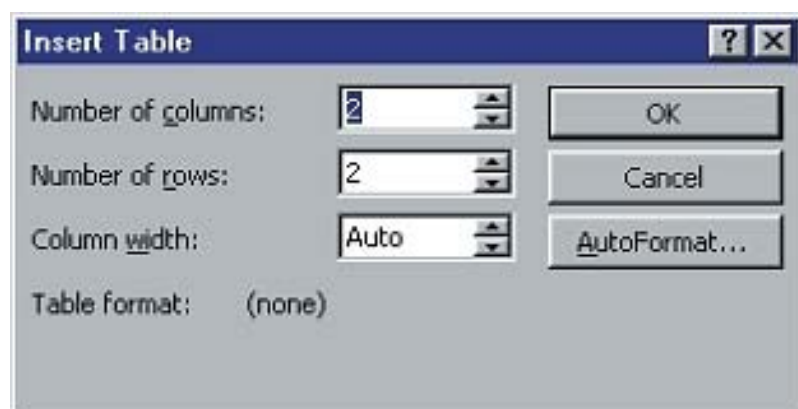 Insert Table
Number of columns: 2 OK
Number of rows: 2 Cancel
Column width: Auto AutoFormat...
Table format: (none)